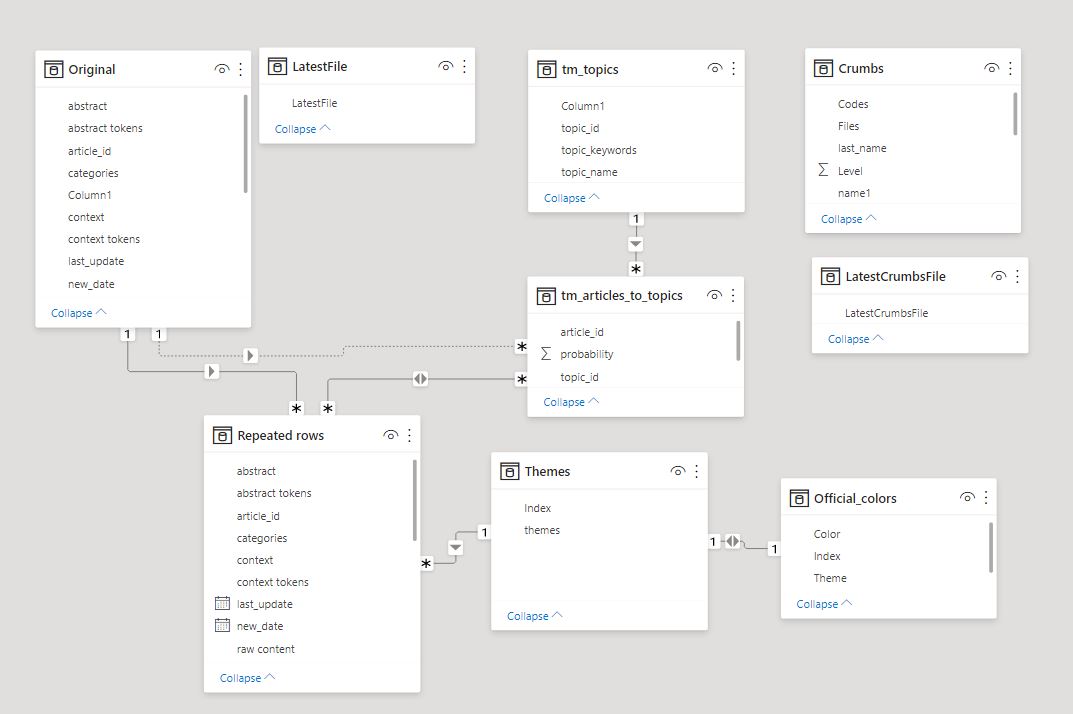 Original
abstract
abstract tokens
article_id
categories
Column1
context
context tokens
last_update
new_date
Collapse
LatestFile
LatestFile
Collapse
tm_topics
Column1
topic_id
topic_keywords
topic_name
Collapse
Crumbs
Codes
Files
last_name
Σ Level
name1
Collapse
LatestCrumbsFile
LatestCrumbsFile
Collapse
1
*
1
1
*
*
*
*
tm_articles_to_topics
article_id
Σ probability
topic_id
Collapse
Repeated rows
abstract
abstract tokens
article_id
categories
context
context tokens
last_update
new_date
raw content
Collapse
*
1
Themes
Index
themes
Collapse
1
1
Official_colors
Color
Index
Theme
Collapse